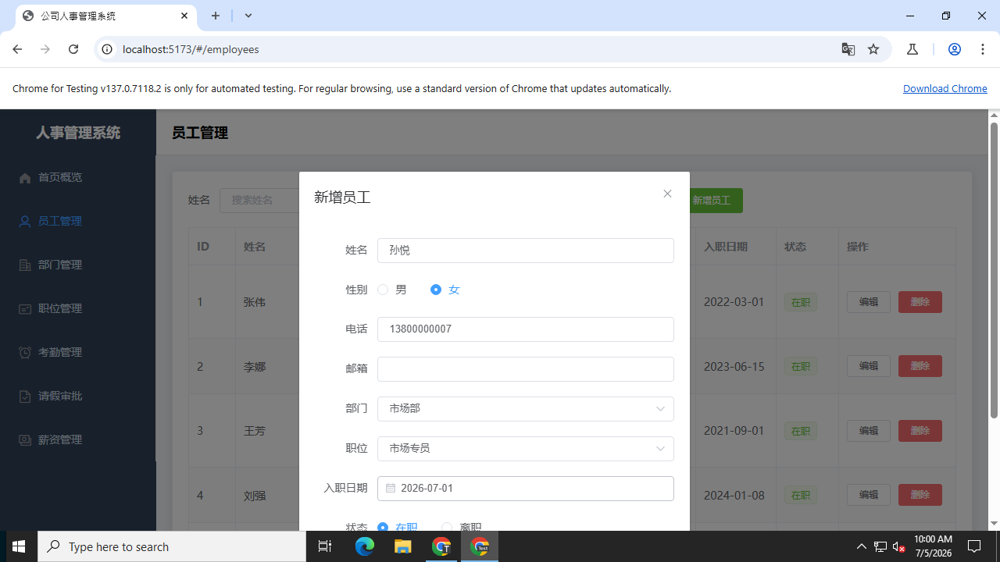 公司人事管理系统
localhost:5173/#/employees
Chrome for Testing v137.0.7118.2 is only for automated testing. For regular browsing, use a standard version of Chrome that updates automatically.
Download Chrome
人事管理系统
员工管理
首页概览
员工管理
部门管理
职位管理
考勤管理
请假审批
薪资管理
姓名 搜索姓名
新增员工
ID 姓名 入职日期 状态 操作
1 张伟 2022-03-01 在职 编辑 删除
2 李娜 2023-06-15 在职 编辑 删除
3 王芳 2021-09-01 在职 编辑 删除
4 刘强 2024-01-08 在职 编辑 删除
新增员工
姓名 孙悦
性别 男 女
电话 13800000007
邮箱
部门 市场部
职位 市场专员
入职日期 2026-07-01
状态 在职 离职
Type here to search
T
Test
10:00 AM
7/5/2026